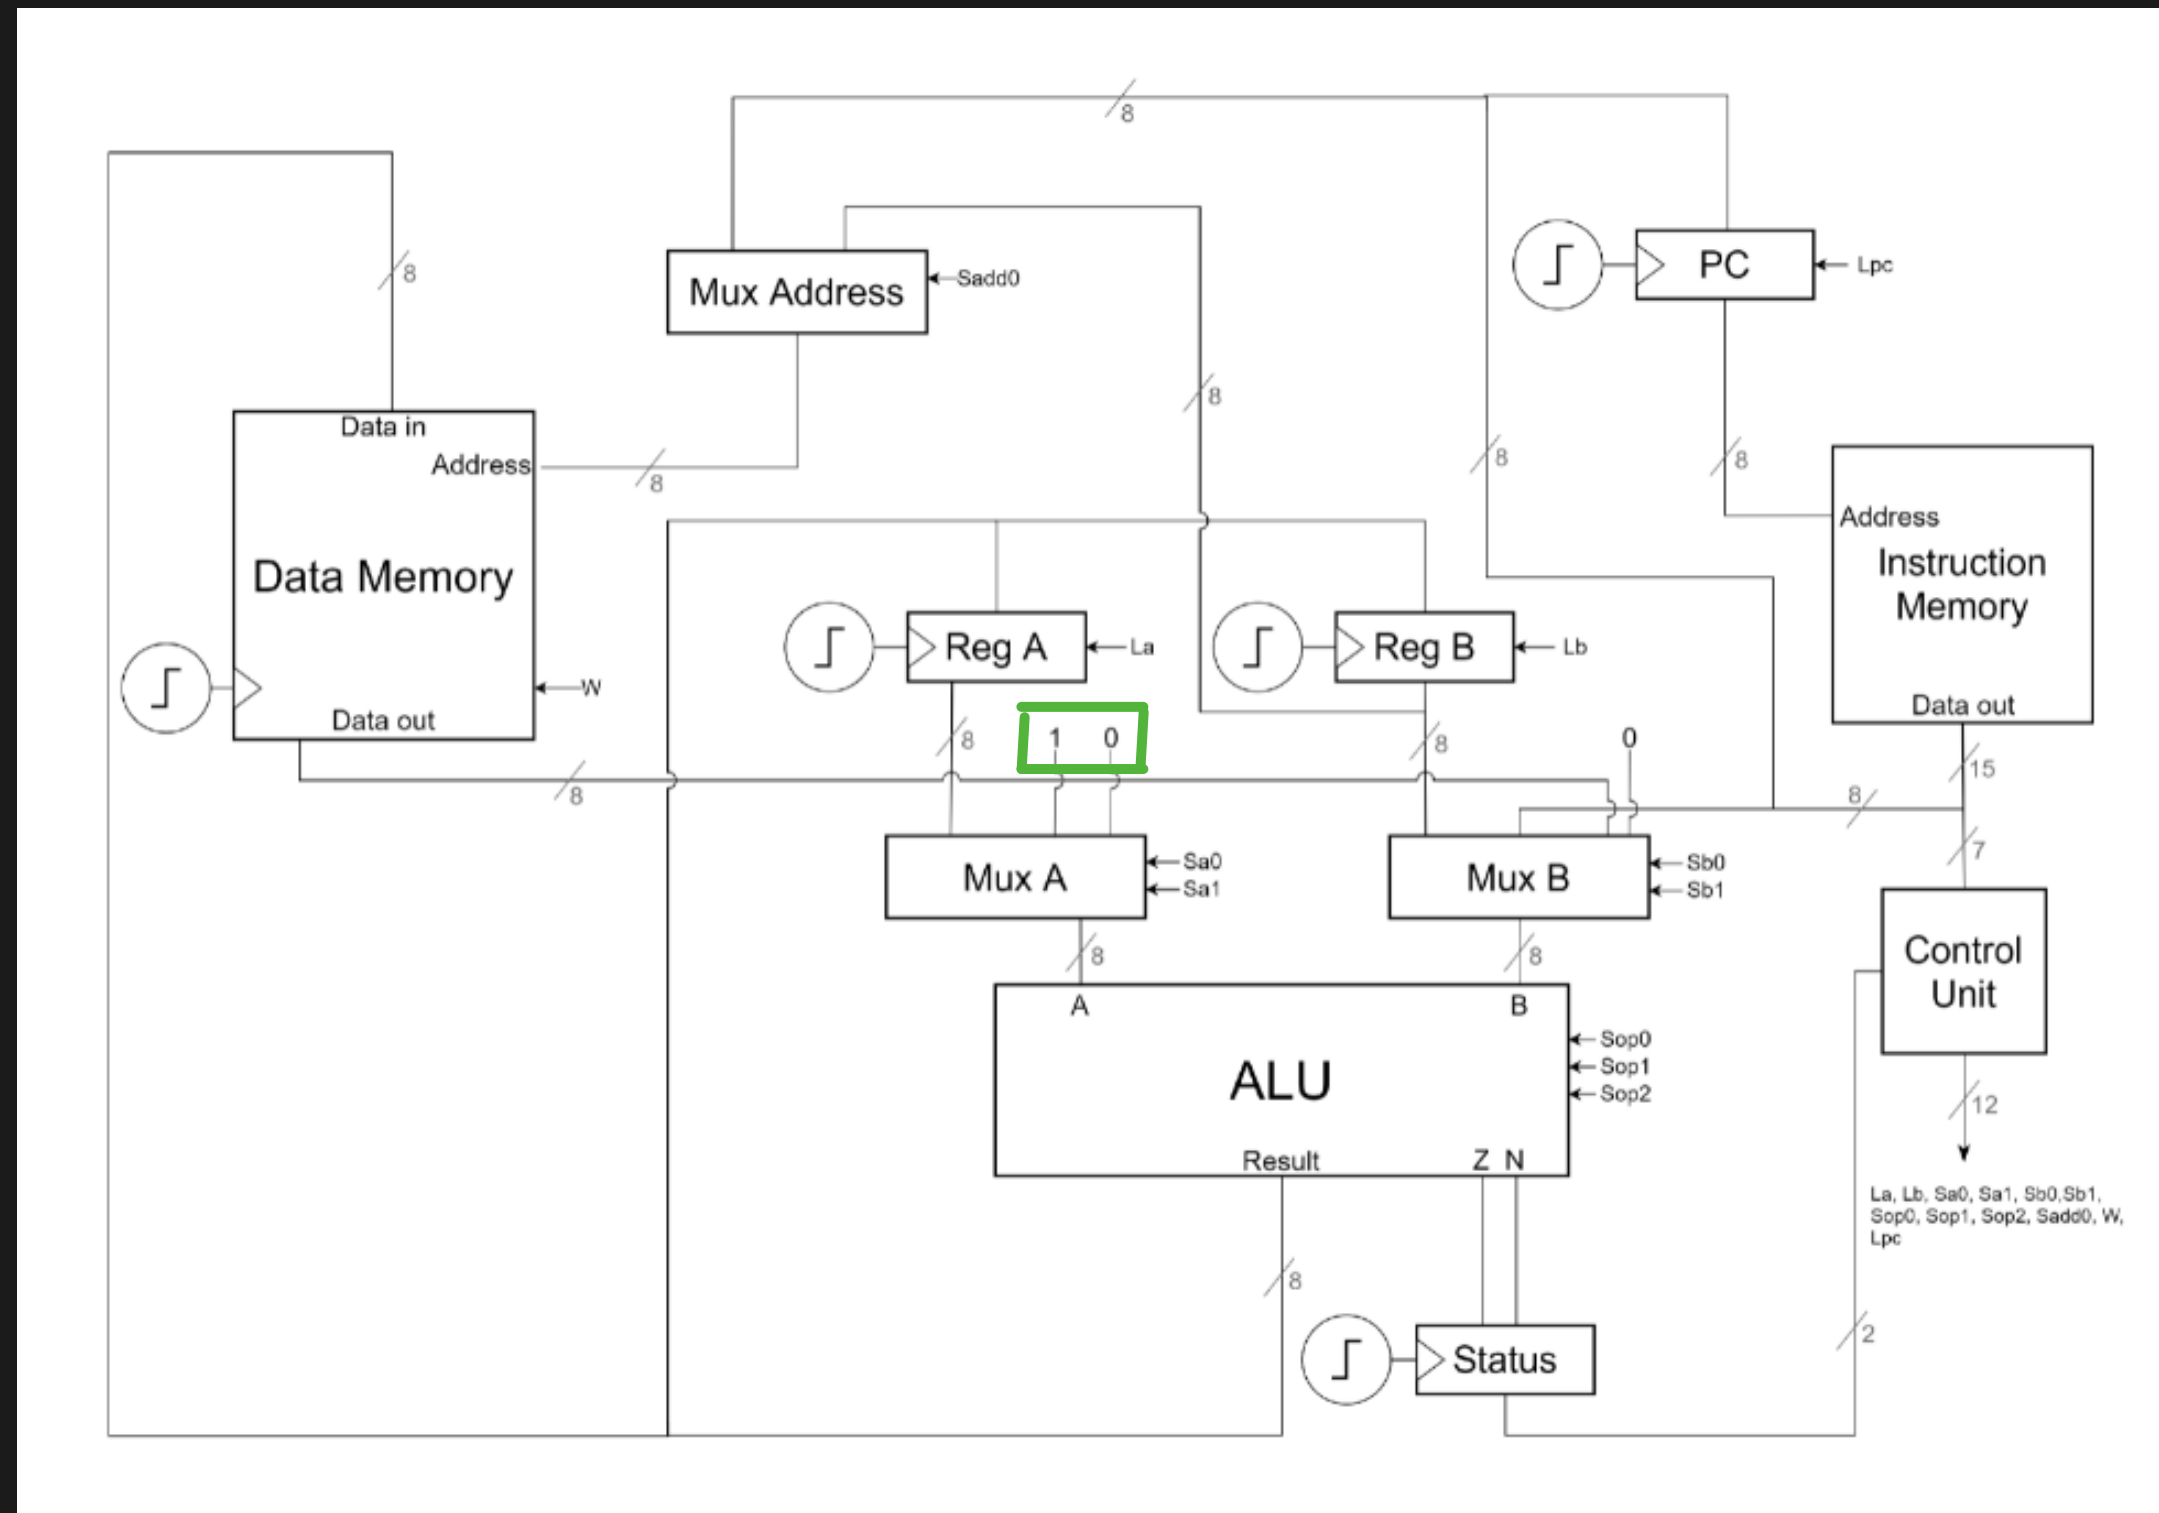 8
8
Mux Address
Sadd0
PC
Lpc
8
8
8
8
Data in
Address
8
Data Memory
W
Data out
8
Address
Instruction
Memory
Data out
Reg A
La
Reg B
Lb
8
1 0
8
0
15
8
7
Mux A
Sa0
Sa1
Mux B
Sb0
Sb1
8
8
Control
Unit
A
B
ALU
Sop0
Sop1
Sop2
Result
Z N
12
La, Lb, Sa0, Sa1, Sb0,Sb1,
Sop0, Sop1, Sop2, Sadd0, W,
Lpc
8
Status
2